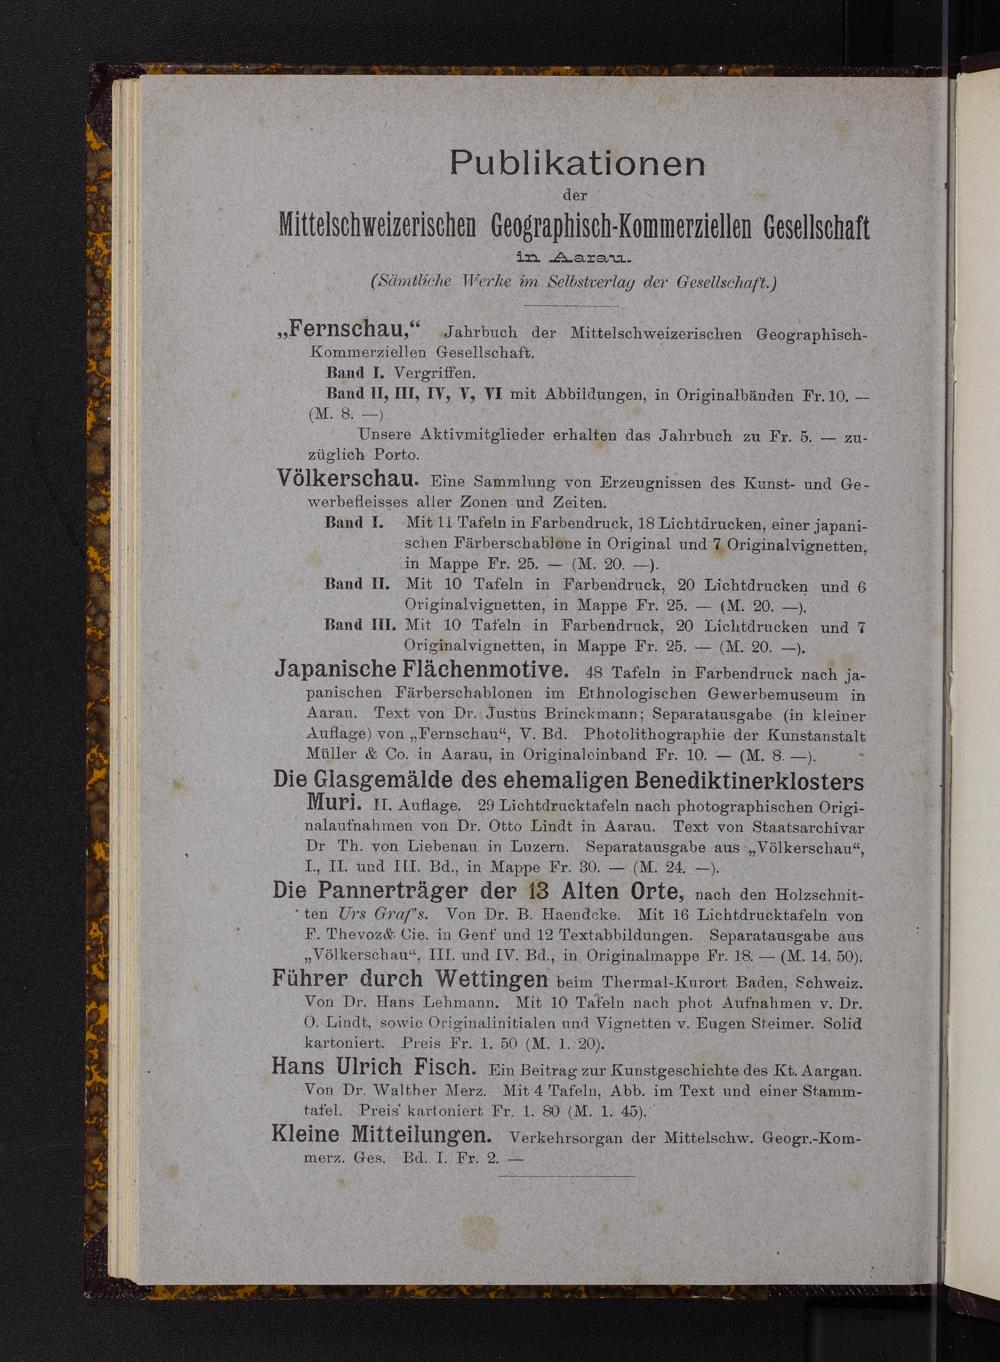 Publikationen
der
Mittelschweizerischen Geographisch-Kommerziellen Gesellschaft
in Aarau.
(Sämtliche Werke im Selbstverlag der Gesellschaft.)
„Fernschau,“ Jahrbuch der Mittelschweizerischen Geographisch-
Kommerziellen Gesellschaft.
Band I. Vergriffen.
Band II, III, IV, V, VI mit Abbildungen, in Originalbänden Fr. 10. —
(M. 8. —)
Unsere Aktivmitglieder erhalten das Jahrbuch zu Fr. 5. — zu-
züglich Porto.
Völkerschau. Eine Sammlung von Erzeugnissen des Kunst- und Ge-
werbefleisses aller Zonen und Zeiten.
Band I. Mit 11 Tafeln in Farbendruck, 18 Lichtdrucken, einer japani-
schen Färberschablone in Original und 7 Originalvignetten,
in Mappe Fr. 25. — (M. 20. —).
Band II. Mit 10 Tafeln in Farbendruck, 20 Lichtdrucken und 6
Originalvignetten, in Mappe Fr. 25. — (M. 20. —).
Band III. Mit 10 Tafeln in Farbendruck, 20 Lichtdrucken und 7
Originalvignetten, in Mappe Fr. 25. — (M. 20. —).
Japanische Flächenmotive. 48 Tafeln in Farbendruck nach ja-
panischen Färberschablonen im Ethnologischen Gewerbemuseum in
Aarau. Text von Dr. Justus Brinckmann; Separatausgabe (in kleiner
Auflage) von „Fernschau“, V. Bd. Photolithographie der Kunstanstalt
Müller & Co. in Aarau, in Originaleinband Fr. 10. — (M. 8. —).
Die Glasgemälde des ehemaligen Benediktinerklosters
Muri. II. Auflage. 29 Lichtdrucktafeln nach photographischen Origi-
nalaufnahmen von Dr. Otto Lindt in Aarau. Text von Staatsarchivar
Dr Th. von Liebenau in Luzern. Separatausgabe aus „Völkerschau“,
I., II. und III. Bd., in Mappe Fr. 30. — (M. 24. —).
Die Pannerträger der 13 Alten Orte, nach den Holzschnit-
ten Urs Graf's. Von Dr. B. Haendcke. Mit 16 Lichtdrucktafeln von
F. Thevoz & Cie. in Genf und 12 Textabbildungen. Separatausgabe aus
„Völkerschau“, III. und IV. Bd., in Originalmappe Fr. 18. — (M. 14. 50).
Führer durch Wettingen beim Thermal-Kurort Baden, Schweiz.
Von Dr. Hans Lehmann. Mit 10 Tafeln nach phot Aufnahmen v. Dr.
O. Lindt, sowie Originalinitialen und Vignetten v. Eugen Steimer. Solid
kartoniert. Preis Fr. 1. 50 (M. 1. 20).
Hans Ulrich Fisch. Ein Beitrag zur Kunstgeschichte des Kt. Aargau.
Von Dr. Walther Merz. Mit 4 Tafeln, Abb. im Text und einer Stamm-
tafel. Preis kartoniert Fr. 1. 80 (M. 1. 45).
Kleine Mitteilungen. Verkehrsorgan der Mittelschw. Geogr.-Kom-
merz. Ges. Bd. I. Fr. 2. —